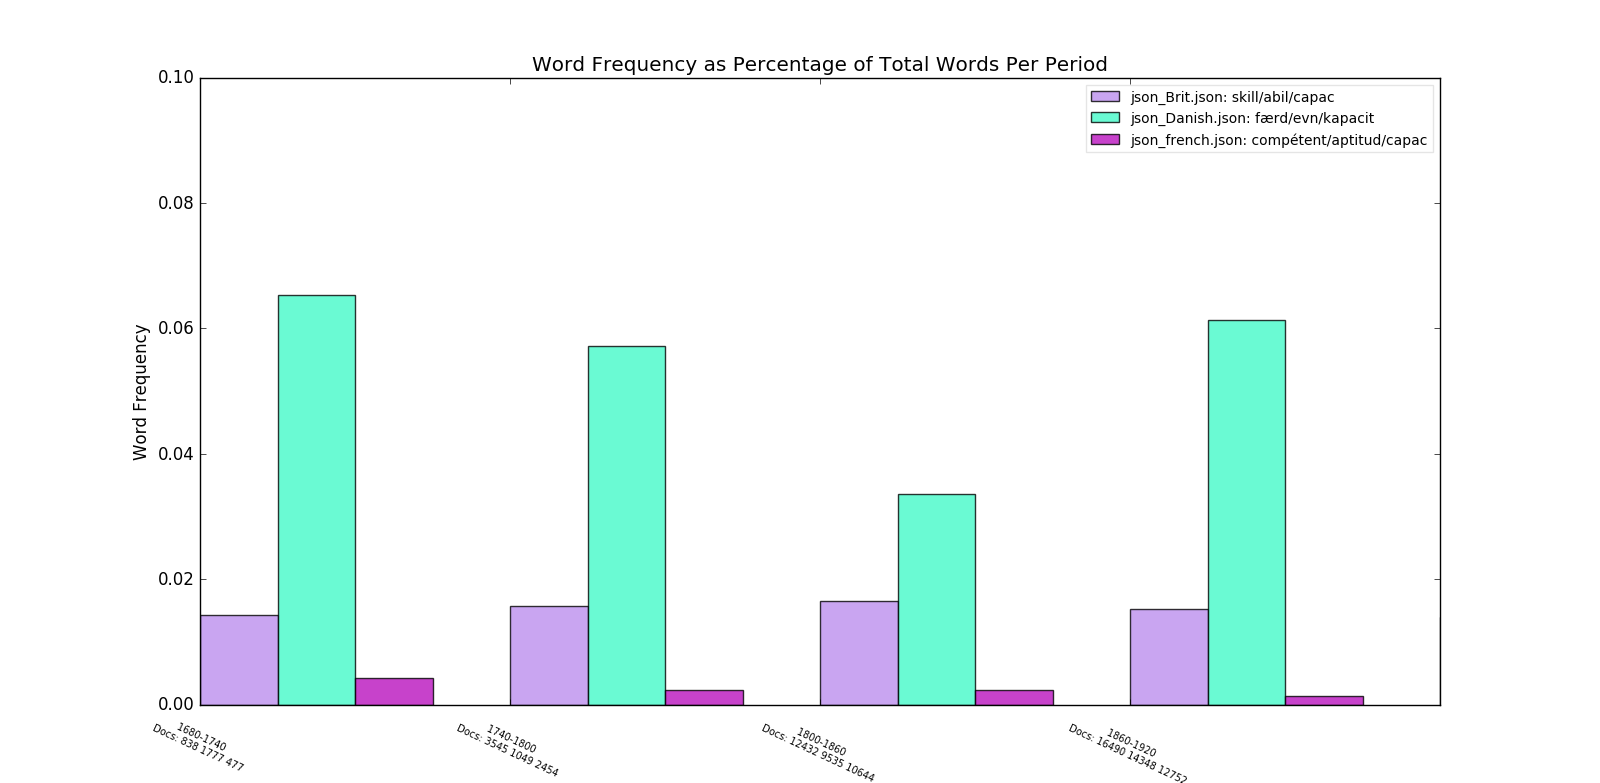 Word Frequency as Percentage of Total Words Per Period
json_Brit.json: skill/abil/capac
json_Danish.json: færd/evn/kapacit
json_french.json: compétent/aptitud/capac
Word Frequency
0.10
0.08
0.06
0.04
0.02
0.00
1680-1740
Docs: 838 1777 477
1740-1800
Docs: 3545 1049 2454
1800-1860
Docs: 12432 9535 10644
1860-1920
Docs: 16490 14348 12752